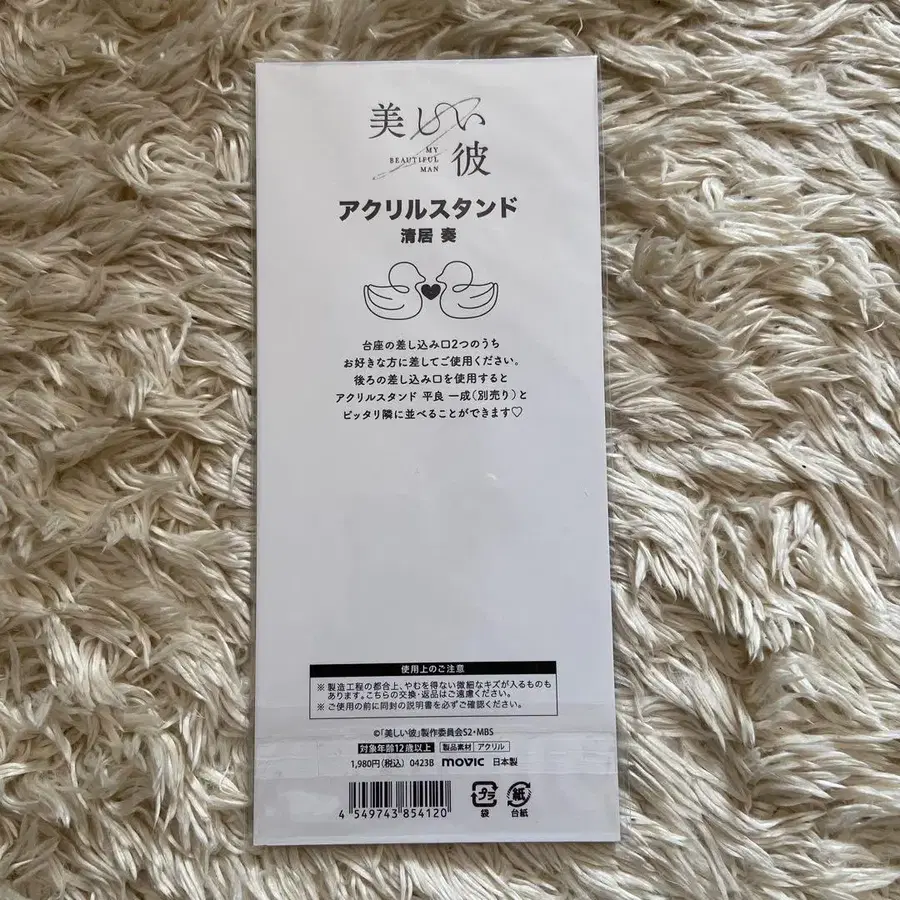 美しい彼
MY
BEAUTIFUL
MAN
アクリルスタンド
清居 奏
台座の差し込み口2つのうち
お好きな方に差してご使用ください。
後ろの差し込み口を使用すると
アクリルスタンド 平良 一成(別売り)と
ピッタリ隣に並べることができます♡
使用上のご注意
※製造工程の都合上、やむを得ない微細なキズが入るものも
あります。こちらの交換・返品はご遠慮ください。
※ご使用の前に同封の説明書を必ずご確認ください。
©「美しい彼」製作委員会S2・MBS
対象年齢12歳以上 製品素材 アクリル
1,980円(税込) 0423B movic 日本製
4 549743 854120
プラ 紙
袋 台紙